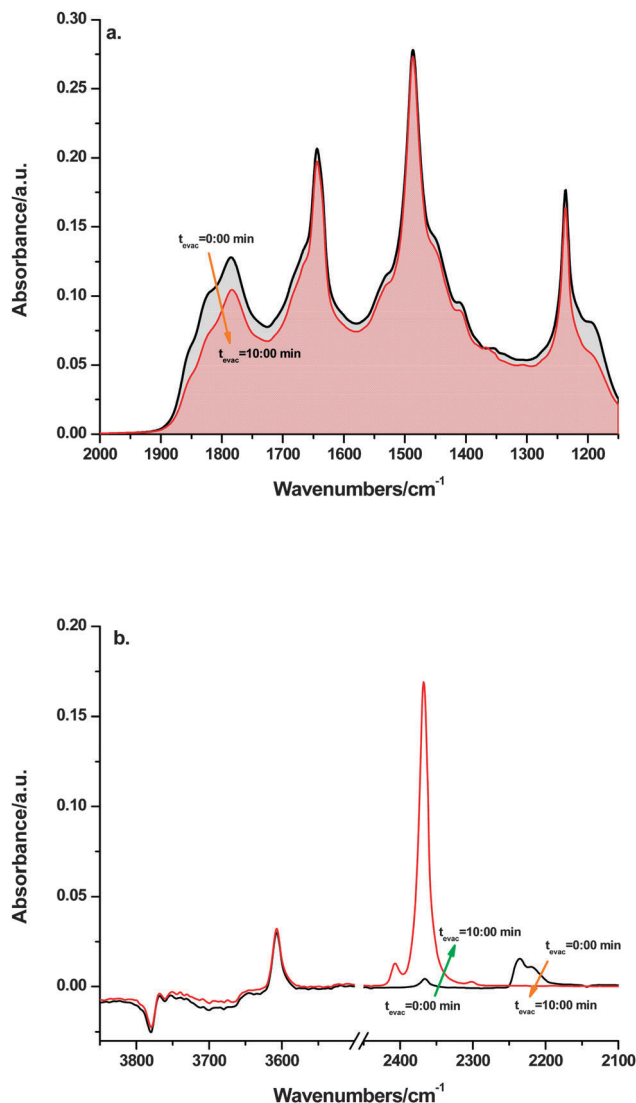 a.
0.30
0.25
0.20
0.15
0.10
0.05
0.00
Absorbance/a.u.
t_evac=0:00 min
t_evac=10:00 min
2000 1900 1800 1700 1600 1500 1400 1300 1200
Wavenumbers/cm⁻¹
b.
0.20
0.15
0.10
0.05
0.00
Absorbance/a.u.
t_evac=10:00 min
t_evac=0:00 min
t_evac=0:00 min
t_evac=10:00 min
3800 3700 3600 2400 2300 2200 2100
Wavenumbers/cm⁻¹